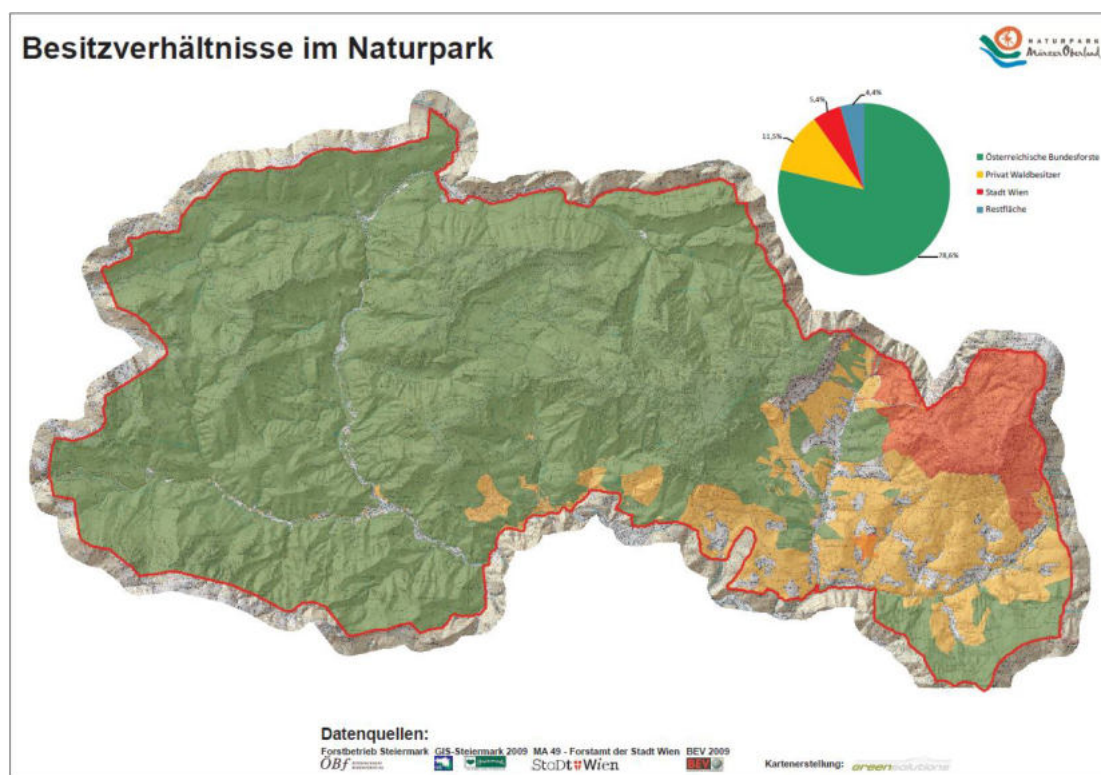 Besitzverhältnisse im Naturpark
NATURPARK
Mürzer Oberland
4,4%
5,4%
11,5%
Österreichische Bundesforste
Privat Waldbesitzer
Stadt Wien
Restfläche
78,6%
Datenquellen:
Forstbetrieb Steiermark GIS-Steiermark 2009 MA 49 - Forstamt der Stadt Wien BEV 2009
ÖBf StaDt Wien BEV
Kartenerstellung: greensolutions